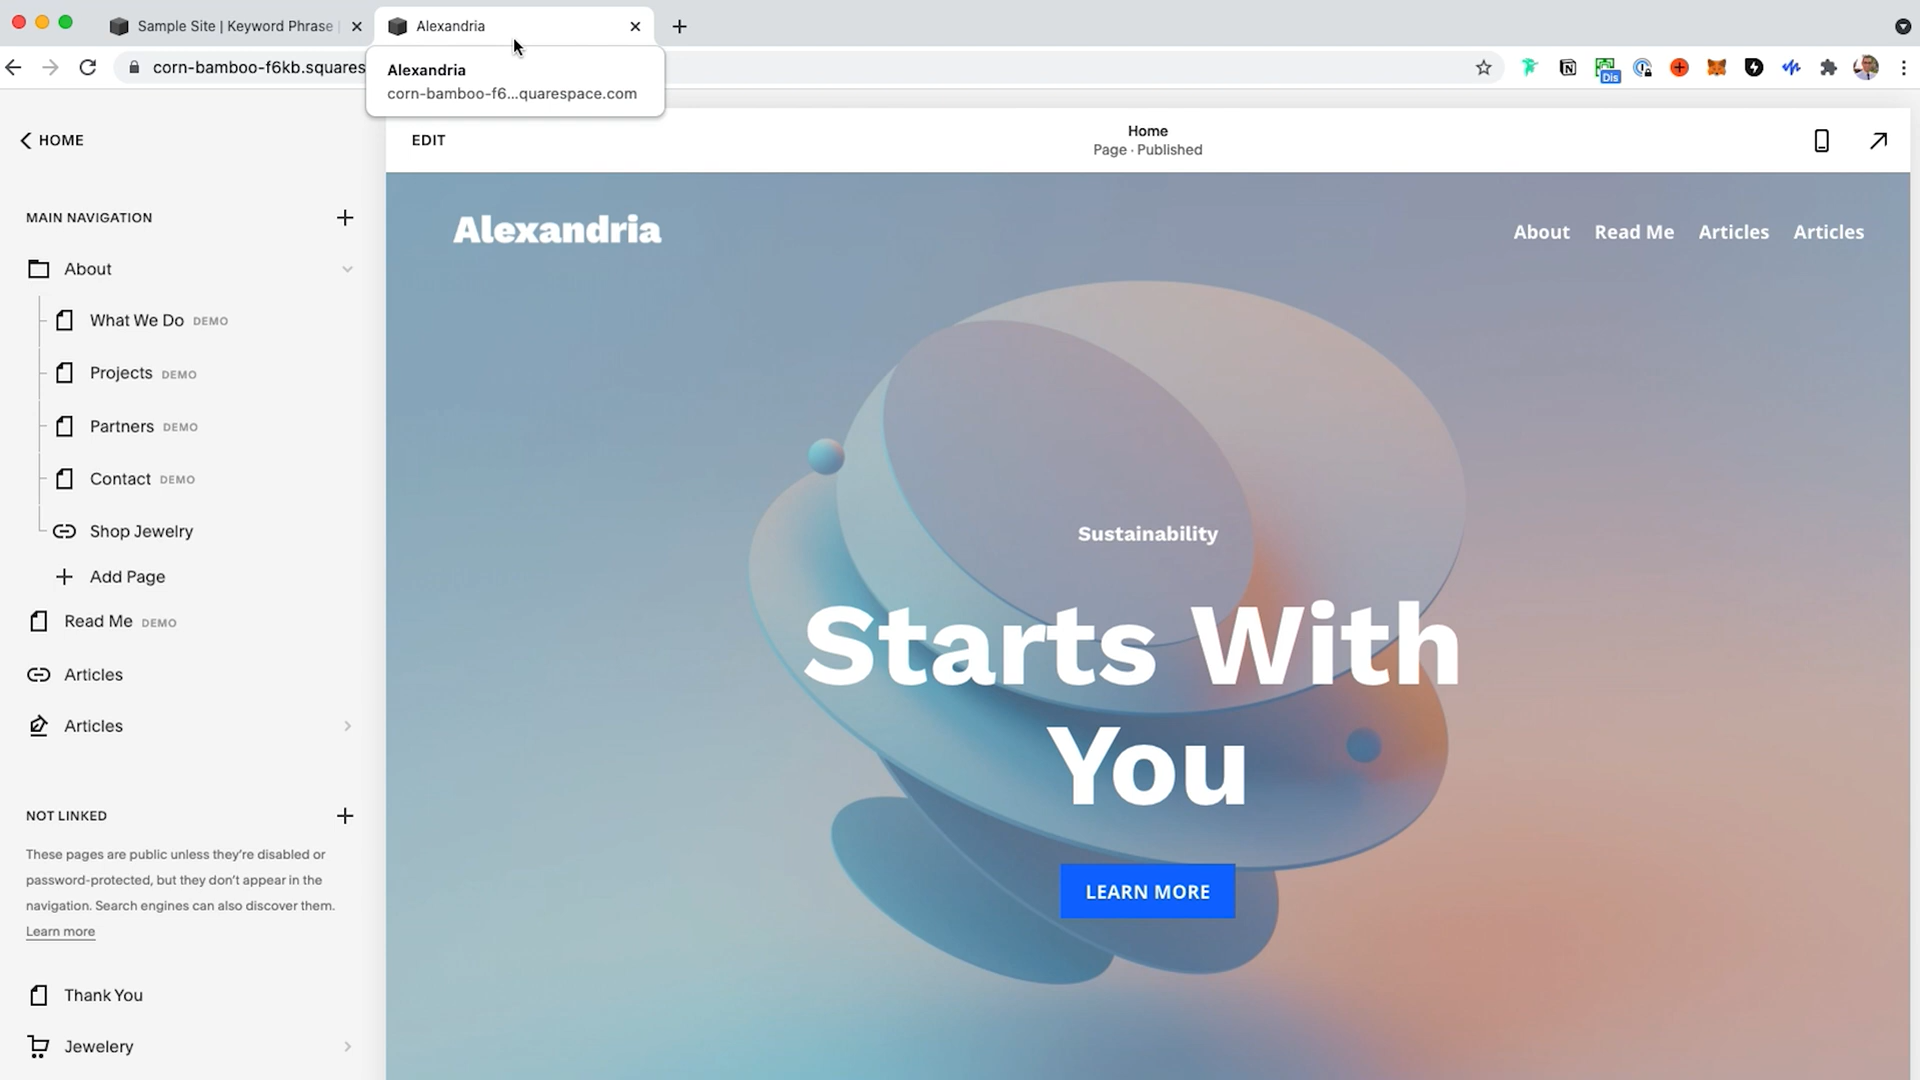 Sample Site | Keyword Phrase |
Alexandria
corn-bamboo-f6kb.squares
Alexandria
corn-bamboo-f6...quarespace.com
Dis
HOME
EDIT
Home
Page · Published
MAIN NAVIGATION
About
What We Do DEMO
Projects DEMO
Partners DEMO
Contact DEMO
Shop Jewelry
Add Page
Read Me DEMO
Articles
Articles
NOT LINKED
These pages are public unless they're disabled or
password-protected, but they don't appear in the
navigation. Search engines can also discover them.
Learn more
Thank You
Jewelery
Alexandria
About Read Me Articles Articles
Sustainability
Starts With
You
LEARN MORE